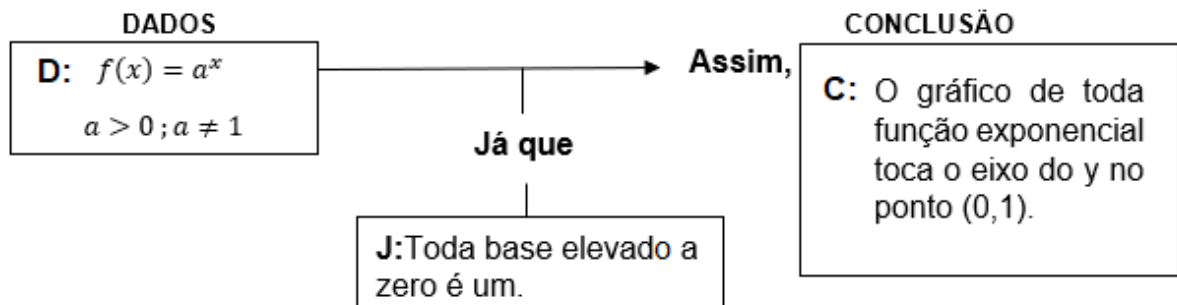 DADOS
D: f(x) = aˣ
a > 0 ; a ≠ 1
Assim,
Já que
J:Toda base elevado a
zero é um.
CONCLUSÃO
C: O gráfico de toda
função exponencial
toca o eixo do y no
ponto (0,1).